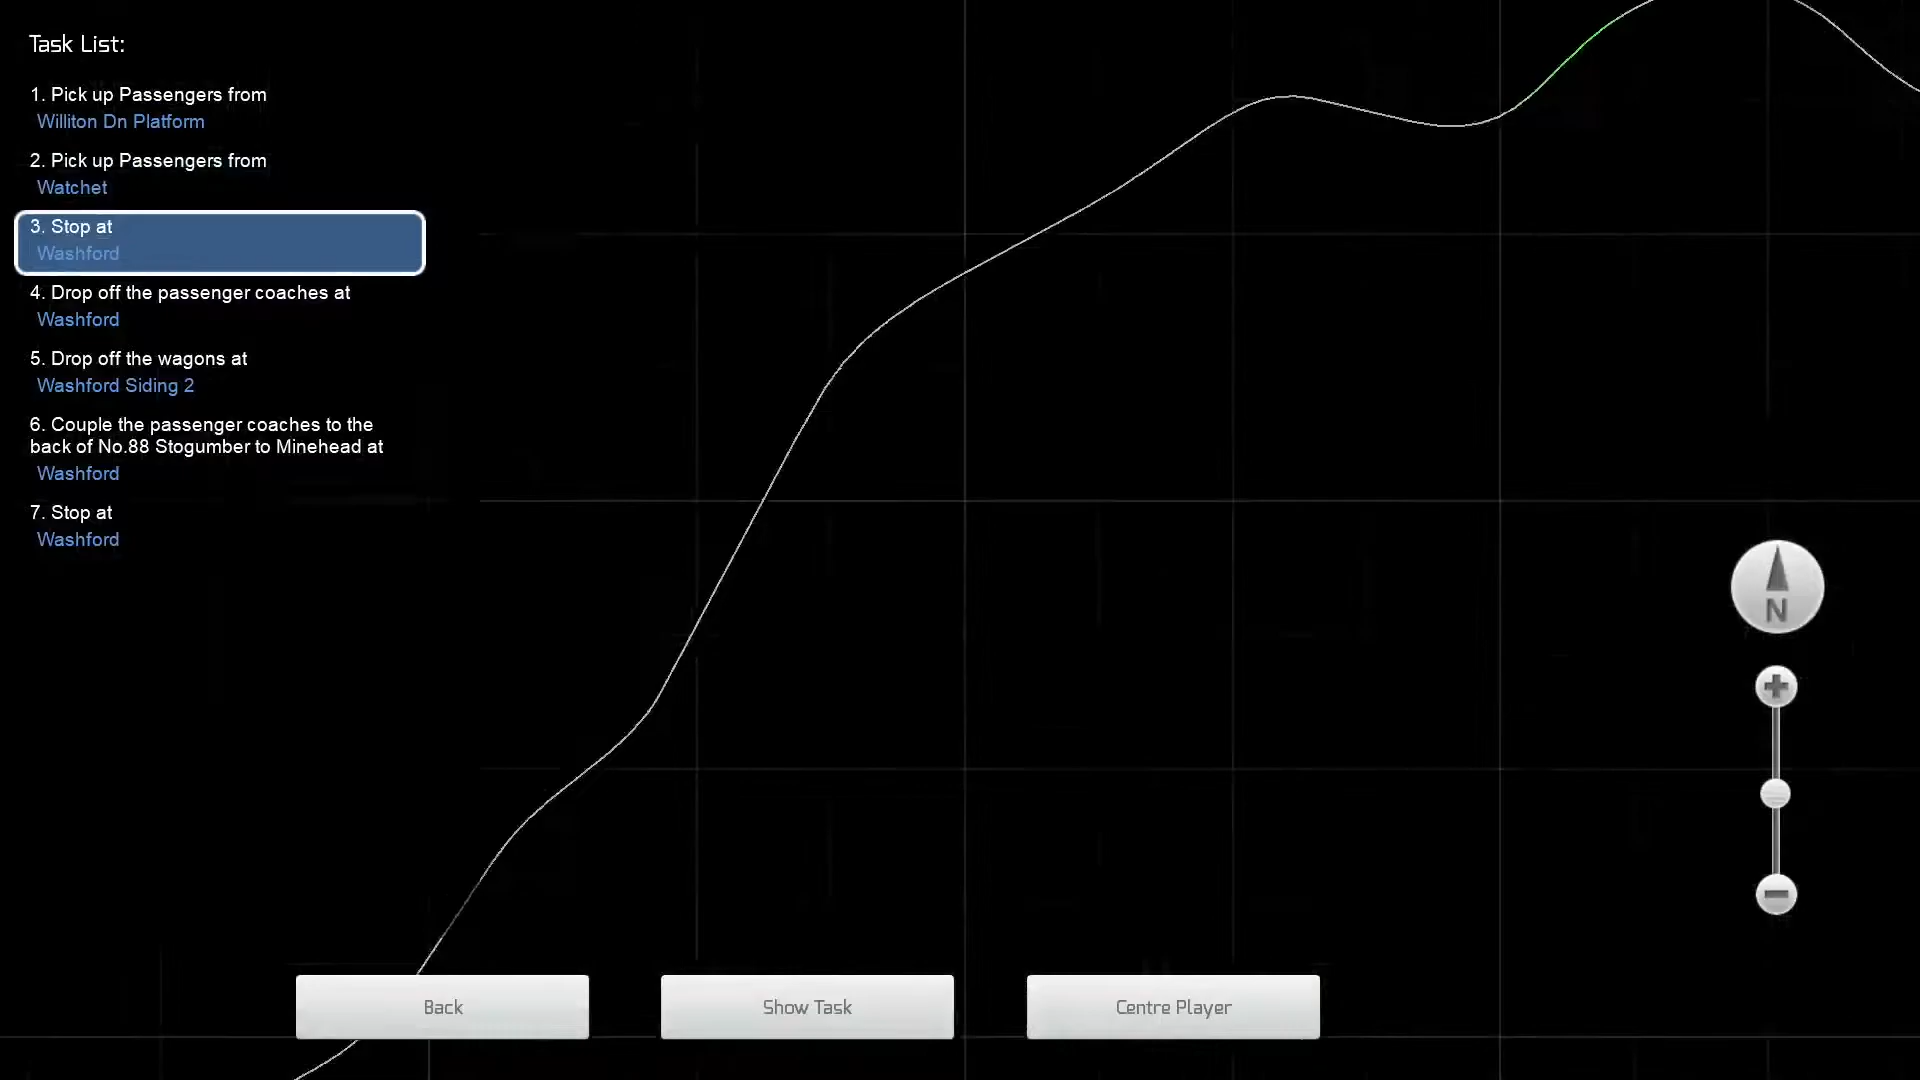 Task List:
1. Pick up Passengers from
Williton Dn Platform
2. Pick up Passengers from
Watchet
3. Stop at
Washford
4. Drop off the passenger coaches at
Washford
5. Drop off the wagons at
Washford Siding 2
6. Couple the passenger coaches to the
back of No.88 Stogumber to Minehead at
Washford
7. Stop at
Washford
N
Back
Show Task
Centre Player